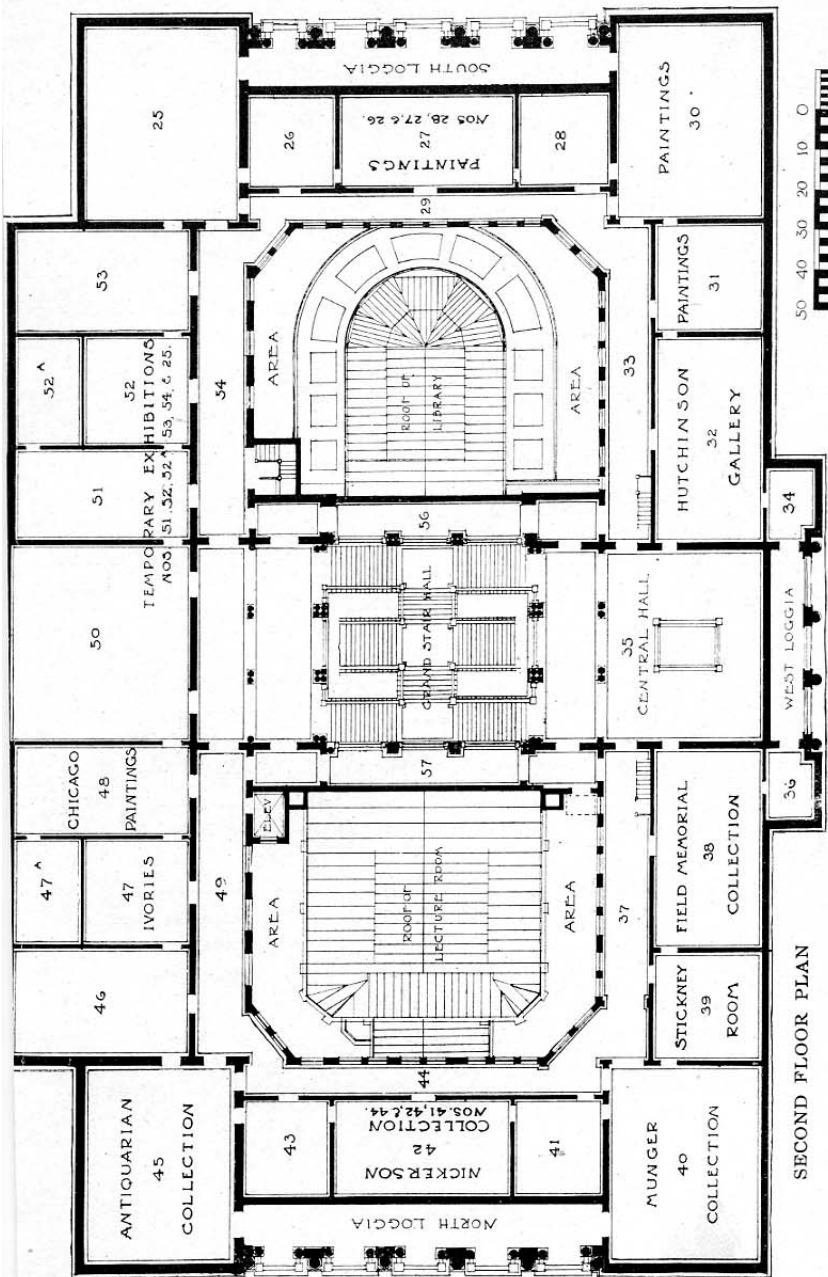 ANTIQUARIAN
45
COLLECTION
46
47 A
47
IVORIES
CHICAGO
48
PAINTINGS
50
51
52 A
52
TEMPORARY EXHIBITIONS
NOS. 51, 52, 52A 53, 54, & 25.
53
25
49
54
43
NICKERSON
42
COLLECTION
NOS. 41, 42, & 44.
41
44
NORTH LOGGIA
ELEV
AREA
ROOF OF
LECTURE ROOM
AREA
57
GRAND STAIR HALL
56
AREA
ROOF OF
LIBRARY
AREA
29
26
PAINTINGS
27
NOS 28, 27, & 26.
28
SOUTH LOGGIA
37
35
CENTRAL HALL
33
MUNGER
40
COLLECTION
STICKNEY
39
ROOM
FIELD MEMORIAL
38
COLLECTION
HUTCHINSON
32
GALLERY
PAINTINGS
31
PAINTINGS
30
36
WEST LOGGIA
34
SECOND FLOOR PLAN
50 40 30 20 10 0